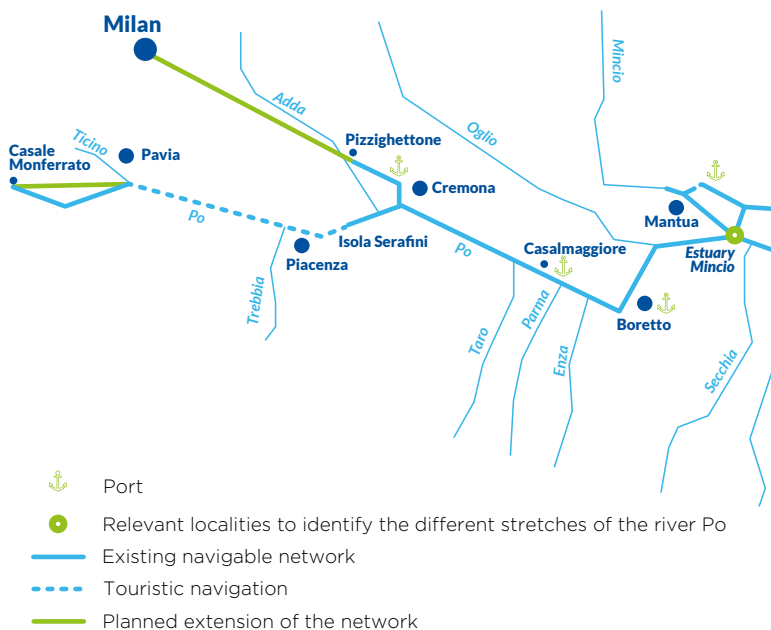 Milan
Mincio
Adda
Oglio
Ticino
Pizzighettone
Casale
Monferrato
Pavia
Cremona
Mantua
Po
Isola Serafini
Po
Casalmaggiore
Estuary
Mincio
Piacenza
Trebbia
Taro
Parma
Enza
Boretto
Secchia
Port
Relevant localities to identify the different stretches of the river Po
Existing navigable network
Touristic navigation
Planned extension of the network